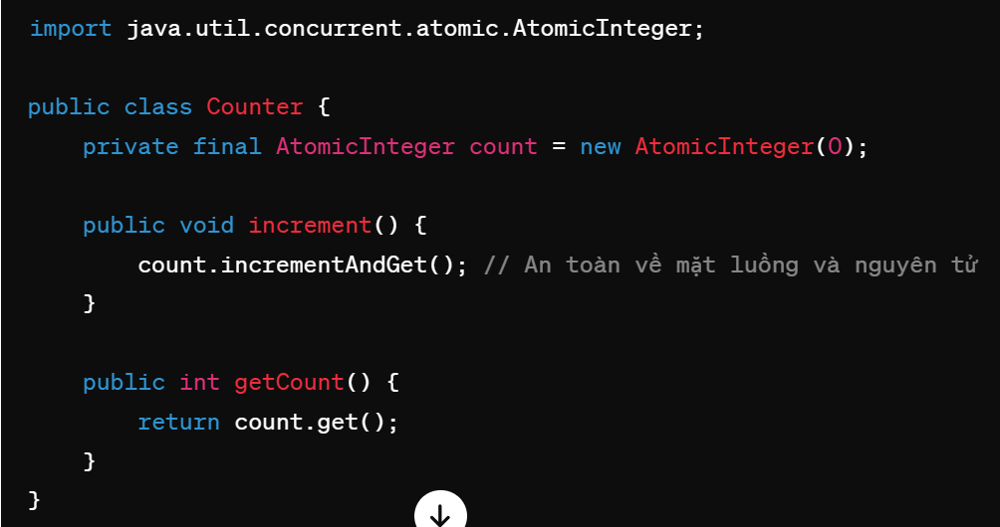 import java.util.concurrent.atomic.AtomicInteger;
public class Counter {
private final AtomicInteger count = new AtomicInteger(0);
public void increment() {
count.incrementAndGet(); // An toàn về mặt luồng và nguyên tử
}
public int getCount() {
return count.get();
}
}